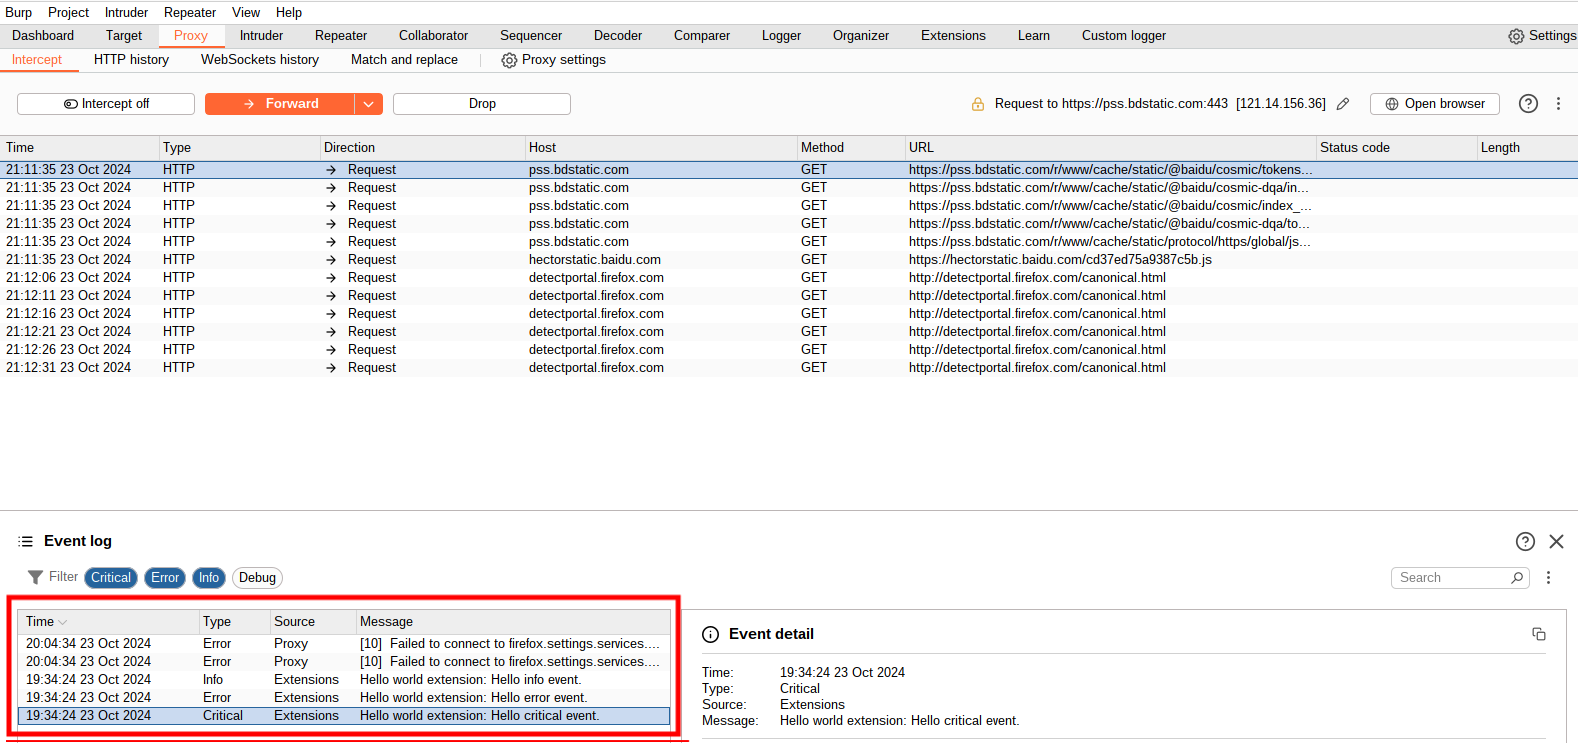 Burp Project Intruder Repeater View Help
Dashboard Target Proxy Intruder Repeater Collaborator Sequencer Decoder Comparer Logger Organizer Extensions Learn Custom logger Settings
Intercept HTTP history WebSockets history Match and replace Proxy settings
Intercept off Forward Drop Request to https://pss.bdstatic.com:443 [121.14.156.36] Open browser
Time Type Direction Host Method URL Status code Length
21:11:35 23 Oct 2024 HTTP → Request pss.bdstatic.com GET https://pss.bdstatic.com/r/www/cache/static/@baidu/cosmic/tokens...
21:11:35 23 Oct 2024 HTTP → Request pss.bdstatic.com GET https://pss.bdstatic.com/r/www/cache/static/@baidu/cosmic-dqa/in...
21:11:35 23 Oct 2024 HTTP → Request pss.bdstatic.com GET https://pss.bdstatic.com/r/www/cache/static/@baidu/cosmic/index_...
21:11:35 23 Oct 2024 HTTP → Request pss.bdstatic.com GET https://pss.bdstatic.com/r/www/cache/static/@baidu/cosmic-dqa/to...
21:11:35 23 Oct 2024 HTTP → Request pss.bdstatic.com GET https://pss.bdstatic.com/r/www/cache/static/protocol/https/global/js...
21:11:35 23 Oct 2024 HTTP → Request hectorstatic.baidu.com GET https://hectorstatic.baidu.com/cd37ed75a9387c5b.js
21:12:06 23 Oct 2024 HTTP → Request detectportal.firefox.com GET http://detectportal.firefox.com/canonical.html
21:12:11 23 Oct 2024 HTTP → Request detectportal.firefox.com GET http://detectportal.firefox.com/canonical.html
21:12:16 23 Oct 2024 HTTP → Request detectportal.firefox.com GET http://detectportal.firefox.com/canonical.html
21:12:21 23 Oct 2024 HTTP → Request detectportal.firefox.com GET http://detectportal.firefox.com/canonical.html
21:12:26 23 Oct 2024 HTTP → Request detectportal.firefox.com GET http://detectportal.firefox.com/canonical.html
21:12:31 23 Oct 2024 HTTP → Request detectportal.firefox.com GET http://detectportal.firefox.com/canonical.html
Event log
Filter Critical Error Info Debug Search
Time Type Source Message
20:04:34 23 Oct 2024 Error Proxy [10] Failed to connect to firefox.settings.services....
20:04:34 23 Oct 2024 Error Proxy [10] Failed to connect to firefox.settings.services....
19:34:24 23 Oct 2024 Info Extensions Hello world extension: Hello info event.
19:34:24 23 Oct 2024 Error Extensions Hello world extension: Hello error event.
19:34:24 23 Oct 2024 Critical Extensions Hello world extension: Hello critical event.
Event detail
Time: 19:34:24 23 Oct 2024
Type: Critical
Source: Extensions
Message: Hello world extension: Hello critical event.